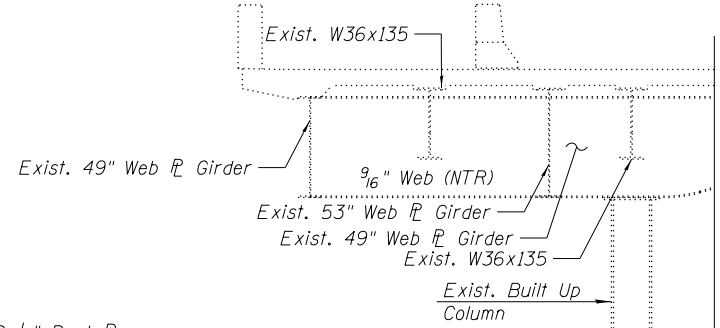 Exist. W36x135
Exist. 49" Web ℄ Girder
9/16" Web (NTR)
Exist. 53" Web ℄ Girder
Exist. 49" Web ℄ Girder
Exist. W36x135
Exist. Built Up
Column